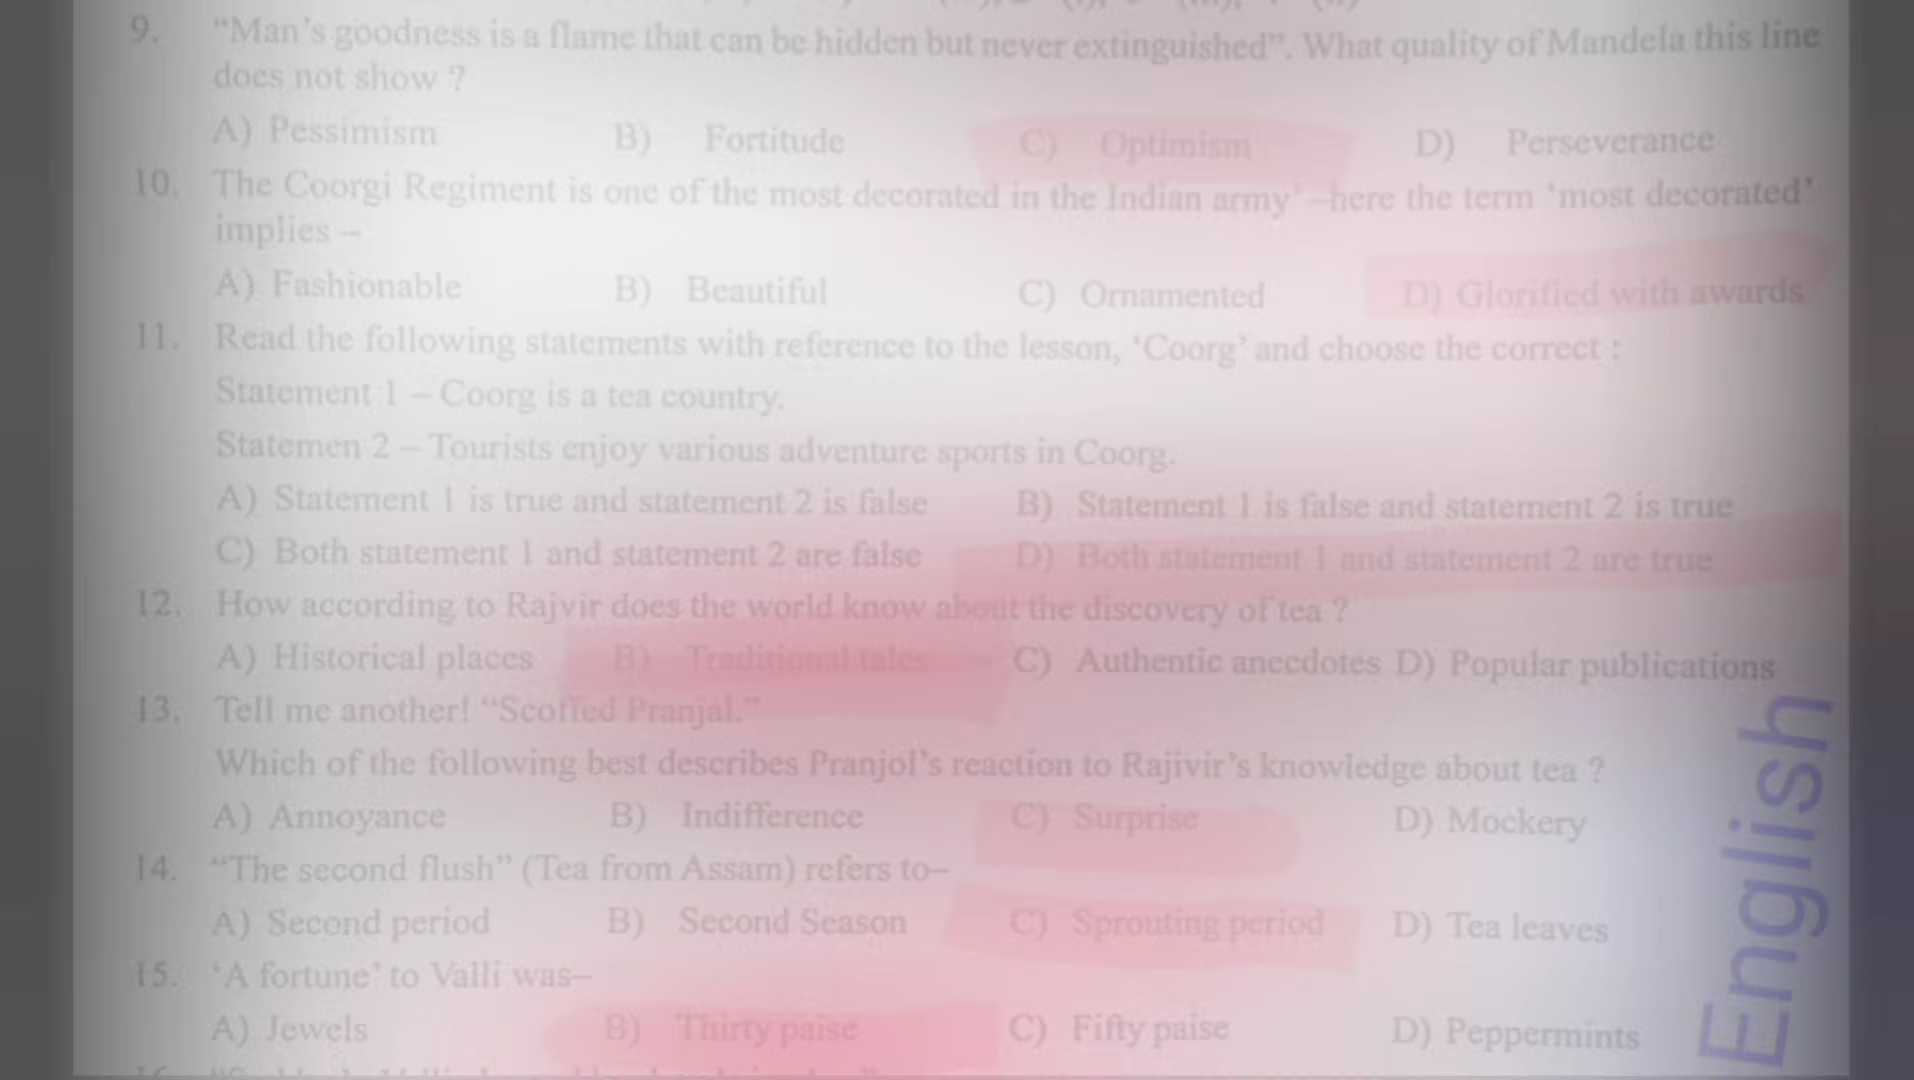 9. “Man’s goodness is a flame that can be hidden but never extinguished”. What quality of Mandela this line
does not show ?
A) Pessimism B) Fortitude C) Optimism D) Perseverance
10. The Coorgi Regiment is one of the most decorated in the Indian army’ –here the term ‘most decorated’
implies –
A) Fashionable B) Beautiful C) Ornamented D) Glorified with awards
11. Read the following statements with reference to the lesson, ‘Coorg’ and choose the correct :
Statement 1 – Coorg is a tea country.
Statemen 2 – Tourists enjoy various adventure sports in Coorg.
A) Statement 1 is true and statement 2 is false B) Statement 1 is false and statement 2 is true
C) Both statement 1 and statement 2 are false D) Both statement 1 and statement 2 are true
12. How according to Rajvir does the world know about the discovery of tea ?
A) Historical places B) Traditional tales C) Authentic anecdotes D) Popular publications
13. Tell me another! “Scoffed Pranjal.”
Which of the following best describes Pranjol’s reaction to Rajivir’s knowledge about tea ?
A) Annoyance B) Indifference C) Surprise D) Mockery
14. “The second flush” (Tea from Assam) refers to–
A) Second period B) Second Season C) Sprouting period D) Tea leaves
15. ‘A fortune’ to Valli was–
A) Jewels B) Thirty paise C) Fifty paise D) Peppermints
English